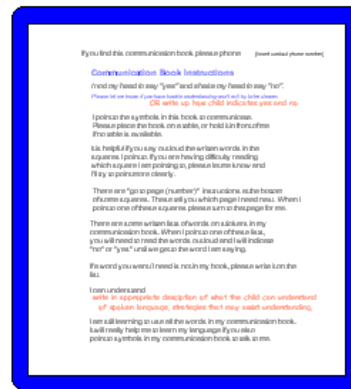 If you find this communication book please phone [insert contact phone number]
Communication Book Instructions
I nod my head to say "yes" and shake my head to say "no".
Please let me know if you have trouble understanding me
OR write up how child indicates yes and no
I point to the symbols in this book to communicate.
Please place the book on a table, or hold it in front of me
if no table is available.
It is helpful if you say out loud the written words in the
squares I point to. If you are having difficulty reading
which square I am pointing to, please let me know and
I'll try to point more clearly.
There are "go to page (number)" instructions at the bottom
of some squares. These tell you which page I need now. When I
point to one of these squares, please turn to this page for me.
There are some written lists of words on stickers in my
communication book. When I point to one of these lists,
you will need to read the words out loud and I will indicate
"no" or "yes" until we get to the word I am saying.
If a word you want/I need is not in my book, please write it on the
list.
I can understand
write in appropriate description of what the child can understand
of spoken language, strategies that may assist understanding,
I am still learning to use all the words in my communication book.
It will really help me to learn my language if you also
point to symbols in my communication book to talk to me.